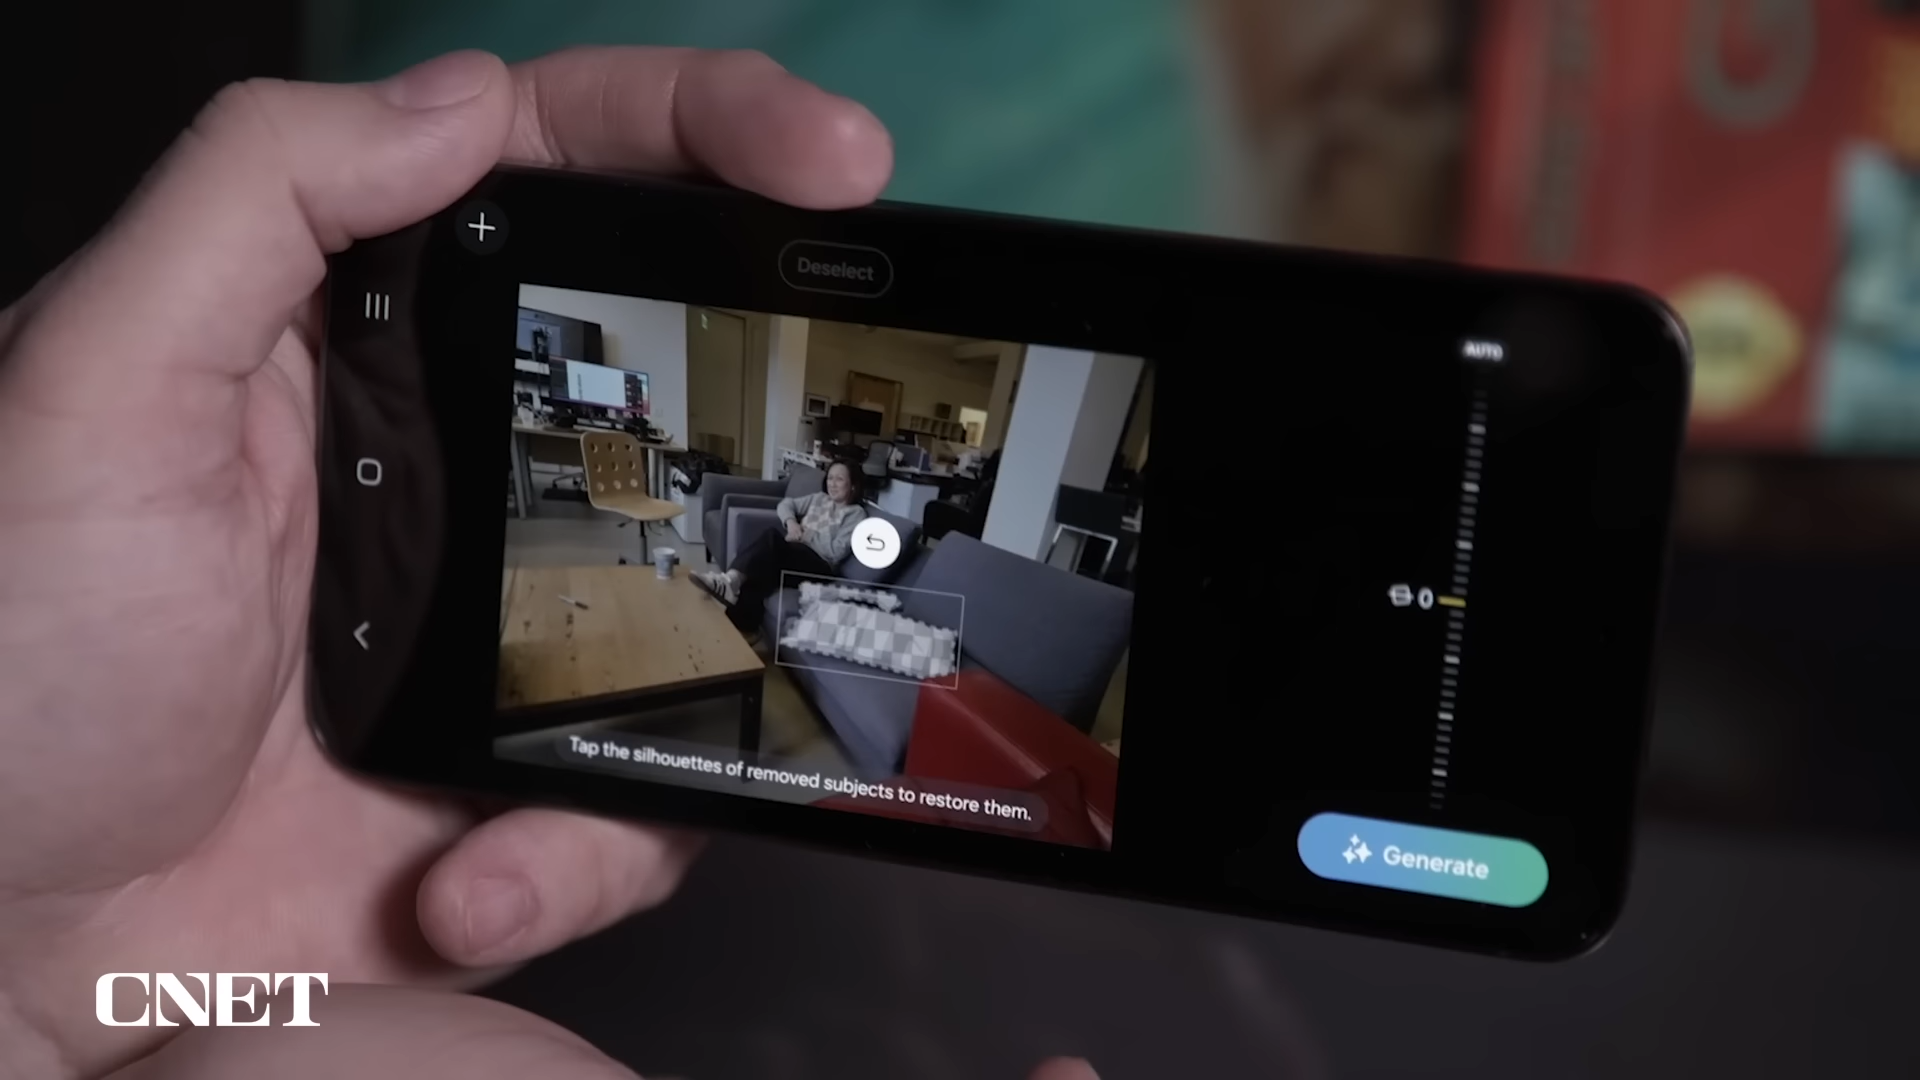 Deselect
AUTO
0
Tap the silhouettes of removed subjects to restore them.
Generate
CNET